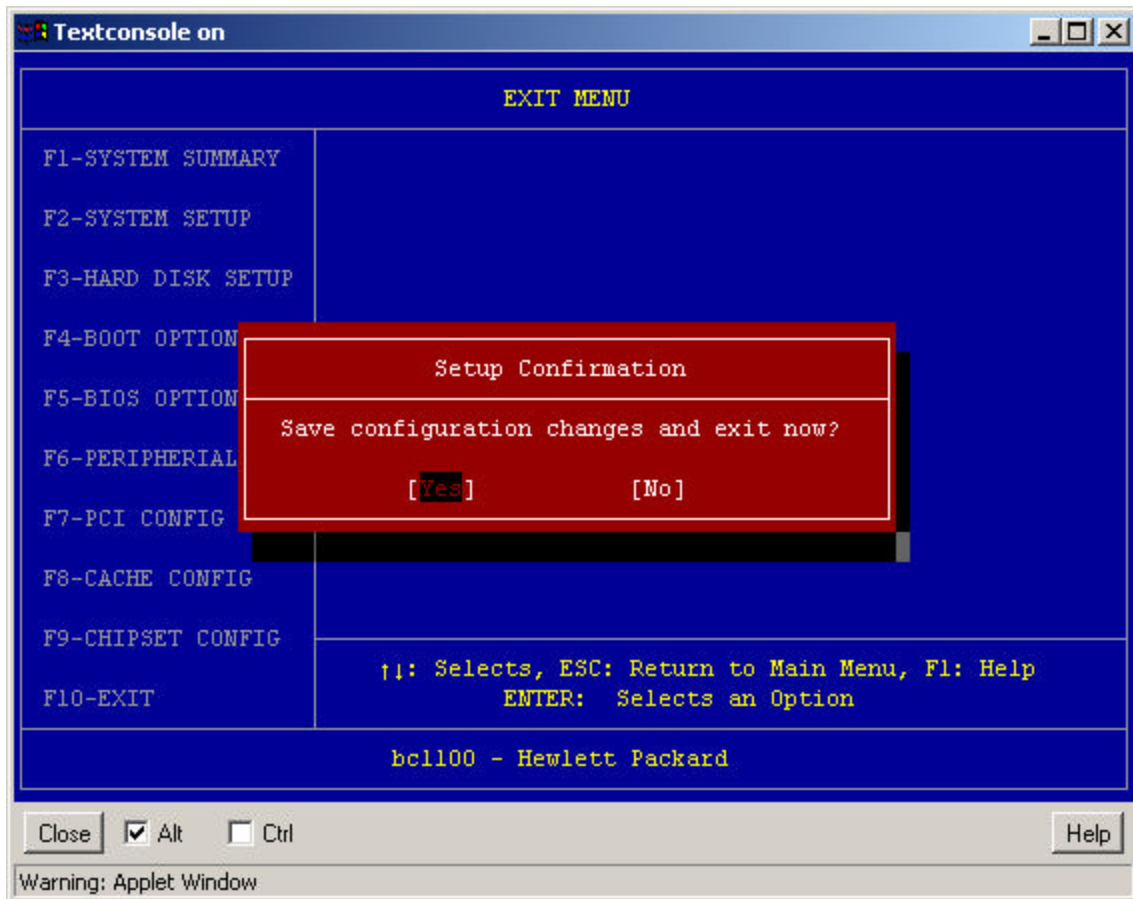 Textconsole on
EXIT MENU
F1-SYSTEM SUMMARY
F2-SYSTEM SETUP
F3-HARD DISK SETUP
F4-BOOT OPTION
F5-BIOS OPTION
F6-PERIPHERIAL
F7-PCI CONFIG
F8-CACHE CONFIG
F9-CHIPSET CONFIG
F10-EXIT
Setup Confirmation
Save configuration changes and exit now?
[Yes] [No]
↑↓: Selects, ESC: Return to Main Menu, F1: Help
ENTER: Selects an Option
bc1100 - Hewlett Packard
Close Alt Ctrl Help
Warning: Applet Window